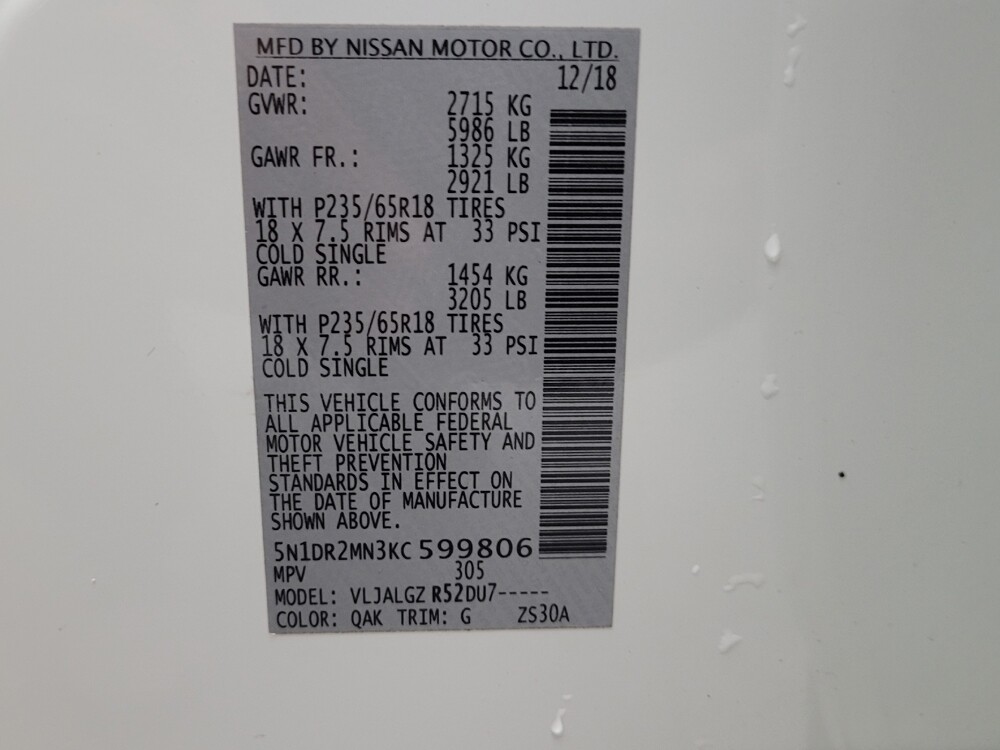 MFD BY NISSAN MOTOR CO., LTD.
DATE: 12/18
GVWR: 2715 KG
5986 LB
GAWR FR.: 1325 KG
2921 LB
WITH P235/65R18 TIRES
18 X 7.5 RIMS AT 33 PSI
COLD SINGLE
GAWR RR.: 1454 KG
3205 LB
WITH P235/65R18 TIRES
18 X 7.5 RIMS AT 33 PSI
COLD SINGLE
THIS VEHICLE CONFORMS TO
ALL APPLICABLE FEDERAL
MOTOR VEHICLE SAFETY AND
THEFT PREVENTION
STANDARDS IN EFFECT ON
THE DATE OF MANUFACTURE
SHOWN ABOVE.
5N1DR2MN3KC 599806
MPV 305
MODEL: VLJALGZ R52DU7-----
COLOR: QAK TRIM: G ZS30A